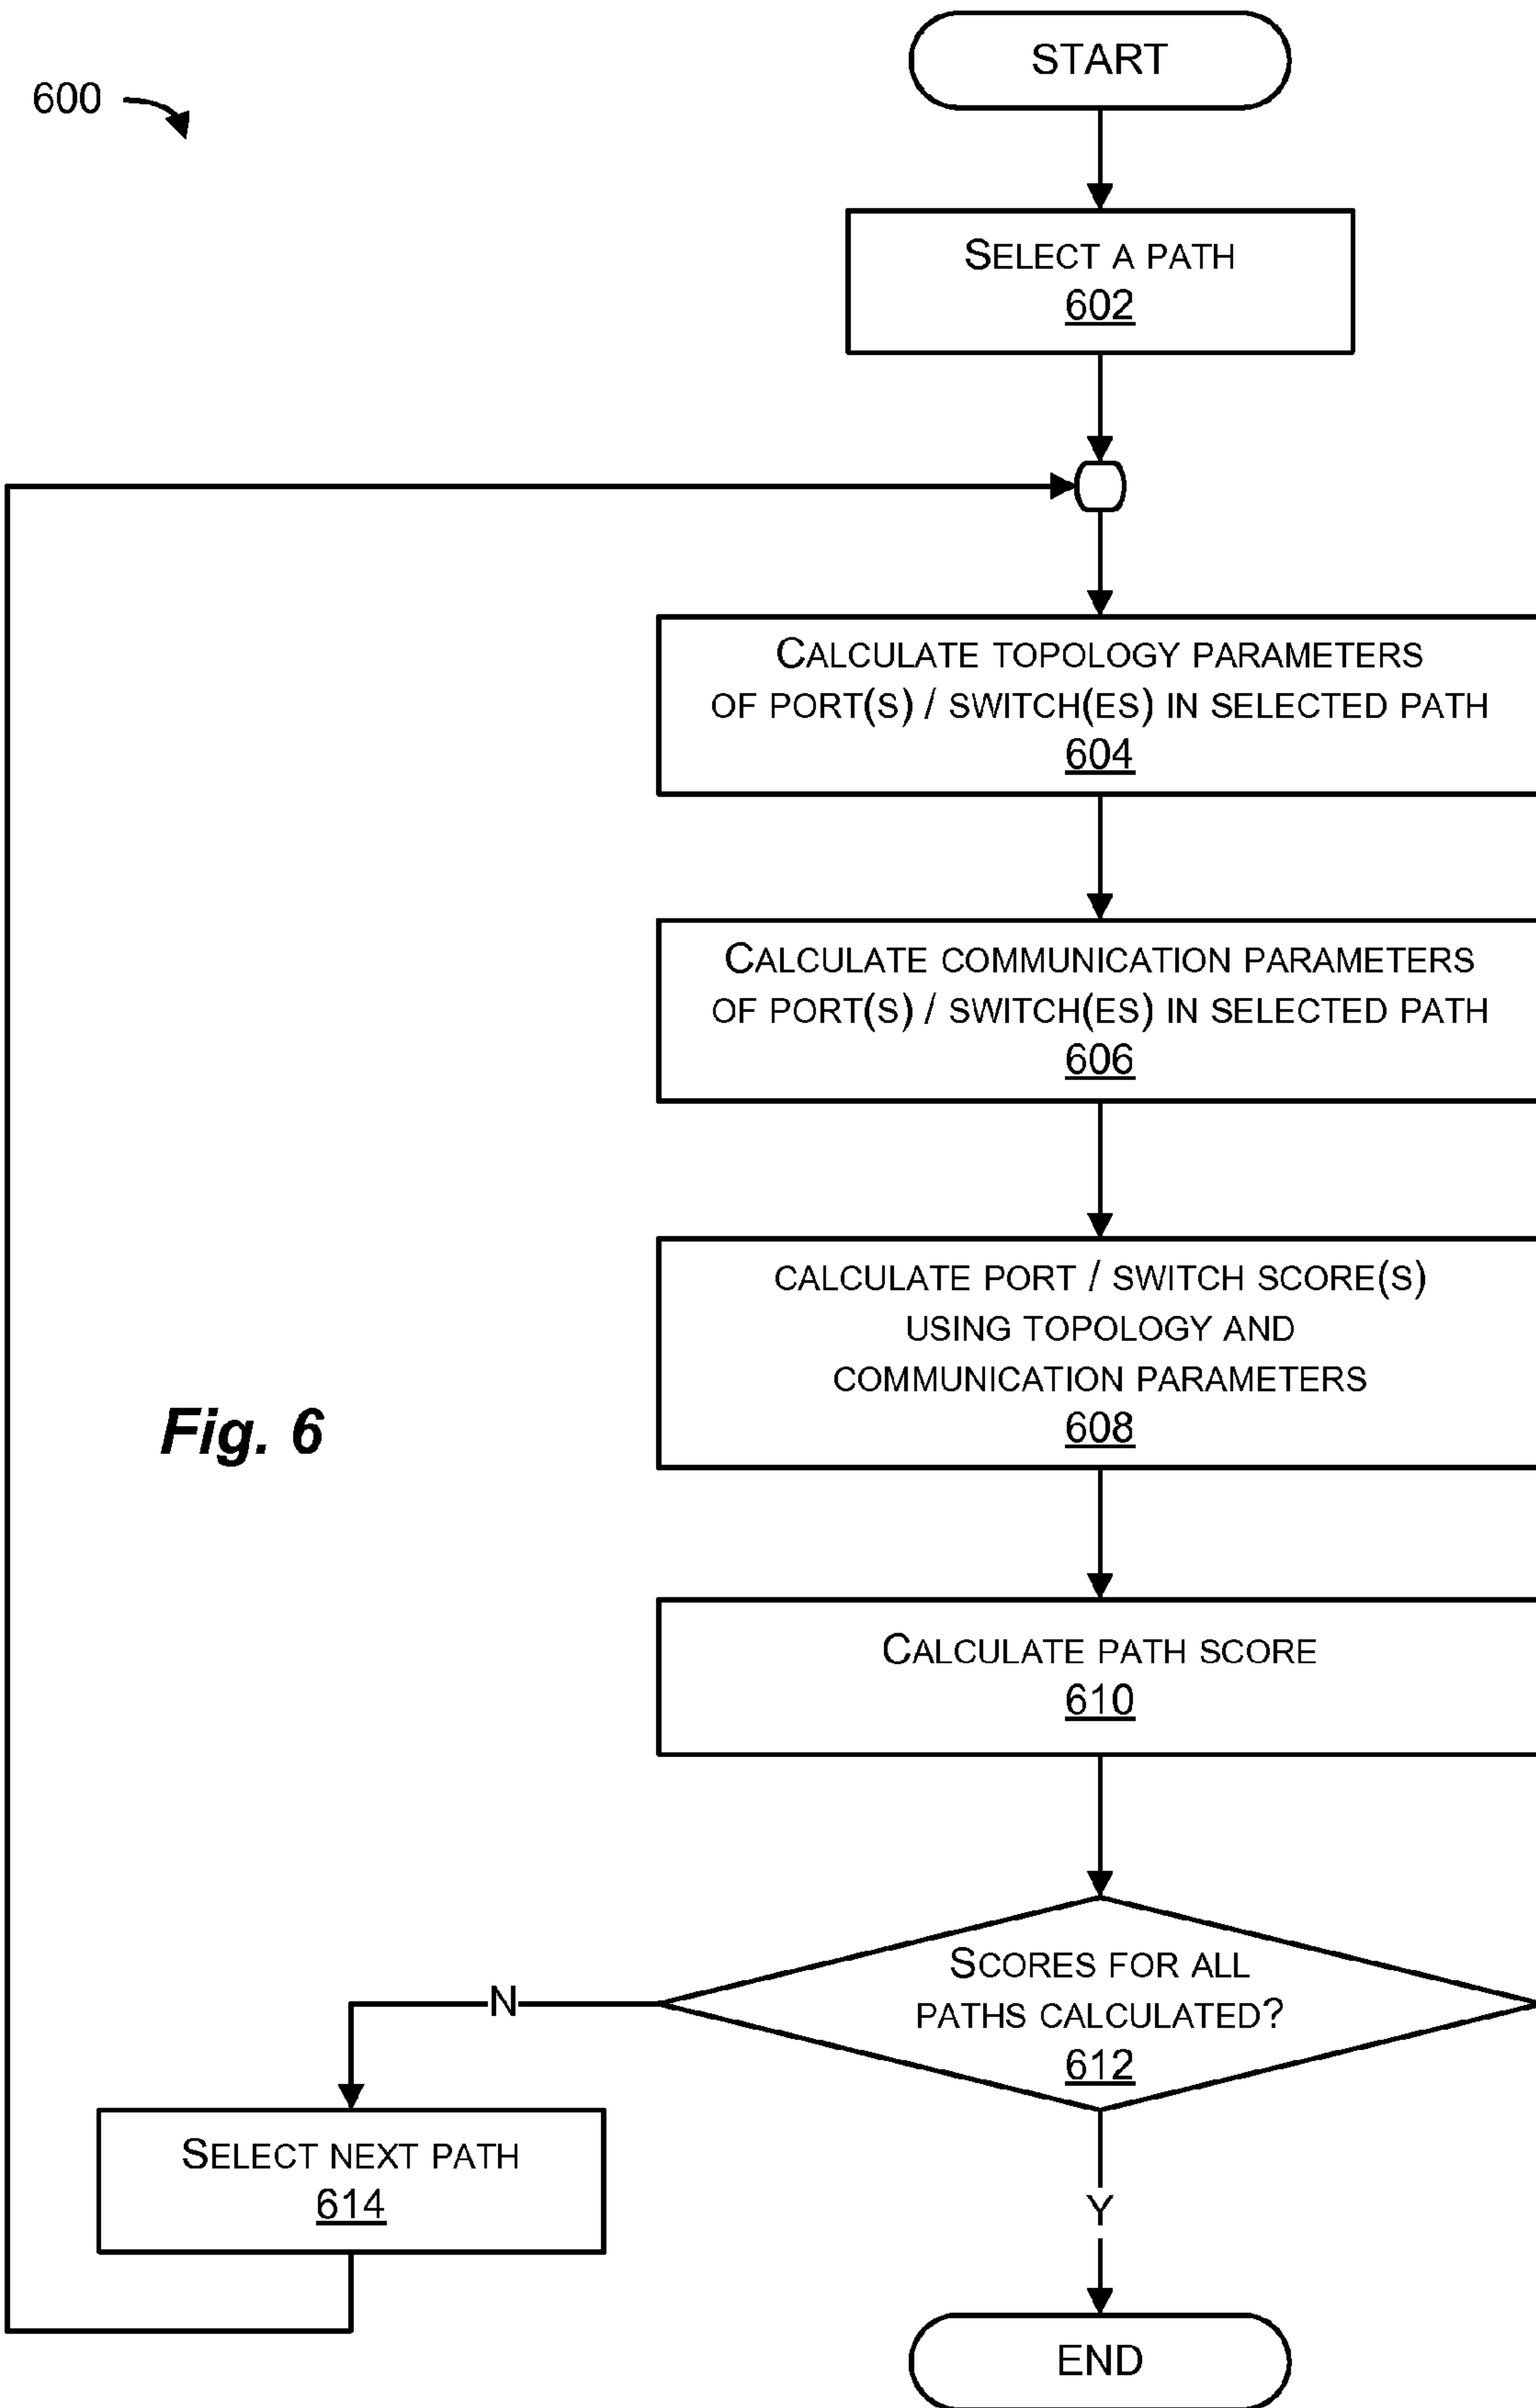 START
600
SELECT A PATH
602
CALCULATE TOPOLOGY PARAMETERS
OF PORT(S) / SWITCH(ES) IN SELECTED PATH
604
CALCULATE COMMUNICATION PARAMETERS
OF PORT(S) / SWITCH(ES) IN SELECTED PATH
606
CALCULATE PORT / SWITCH SCORE(S)
USING TOPOLOGY AND
COMMUNICATION PARAMETERS
608
Fig. 6
CALCULATE PATH SCORE
610
SCORES FOR ALL
PATHS CALCULATED?
612
N
SELECT NEXT PATH
614
Y
END